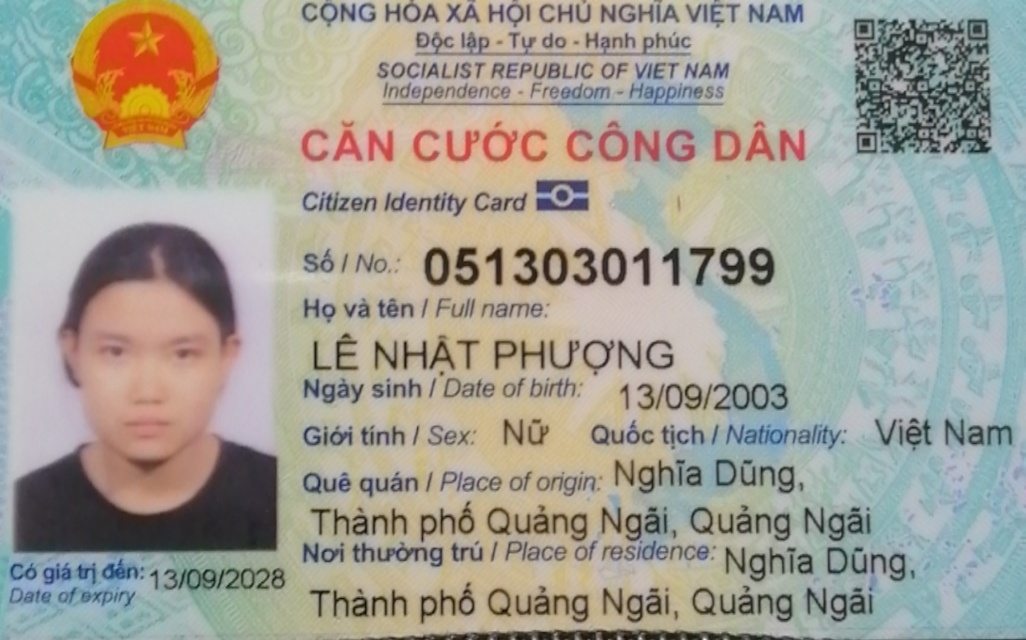 CỘNG HÒA XÃ HỘI CHỦ NGHĨA VIỆT NAM
Độc lập - Tự do - Hạnh phúc
SOCIALIST REPUBLIC OF VIET NAM
Independence - Freedom - Happiness
CĂN CƯỚC CÔNG DÂN
Citizen Identity Card
Số / No.: 051303011799
Họ và tên / Full name:
LÊ NHẬT PHƯỢNG
Ngày sinh / Date of birth: 13/09/2003
Giới tính / Sex: Nữ Quốc tịch / Nationality: Việt Nam
Quê quán / Place of origin: Nghĩa Dũng,
Thành phố Quảng Ngãi, Quảng Ngãi
Nơi thường trú / Place of residence: Nghĩa Dũng,
Thành phố Quảng Ngãi, Quảng Ngãi
Có giá trị đến: 13/09/2028
Date of expiry